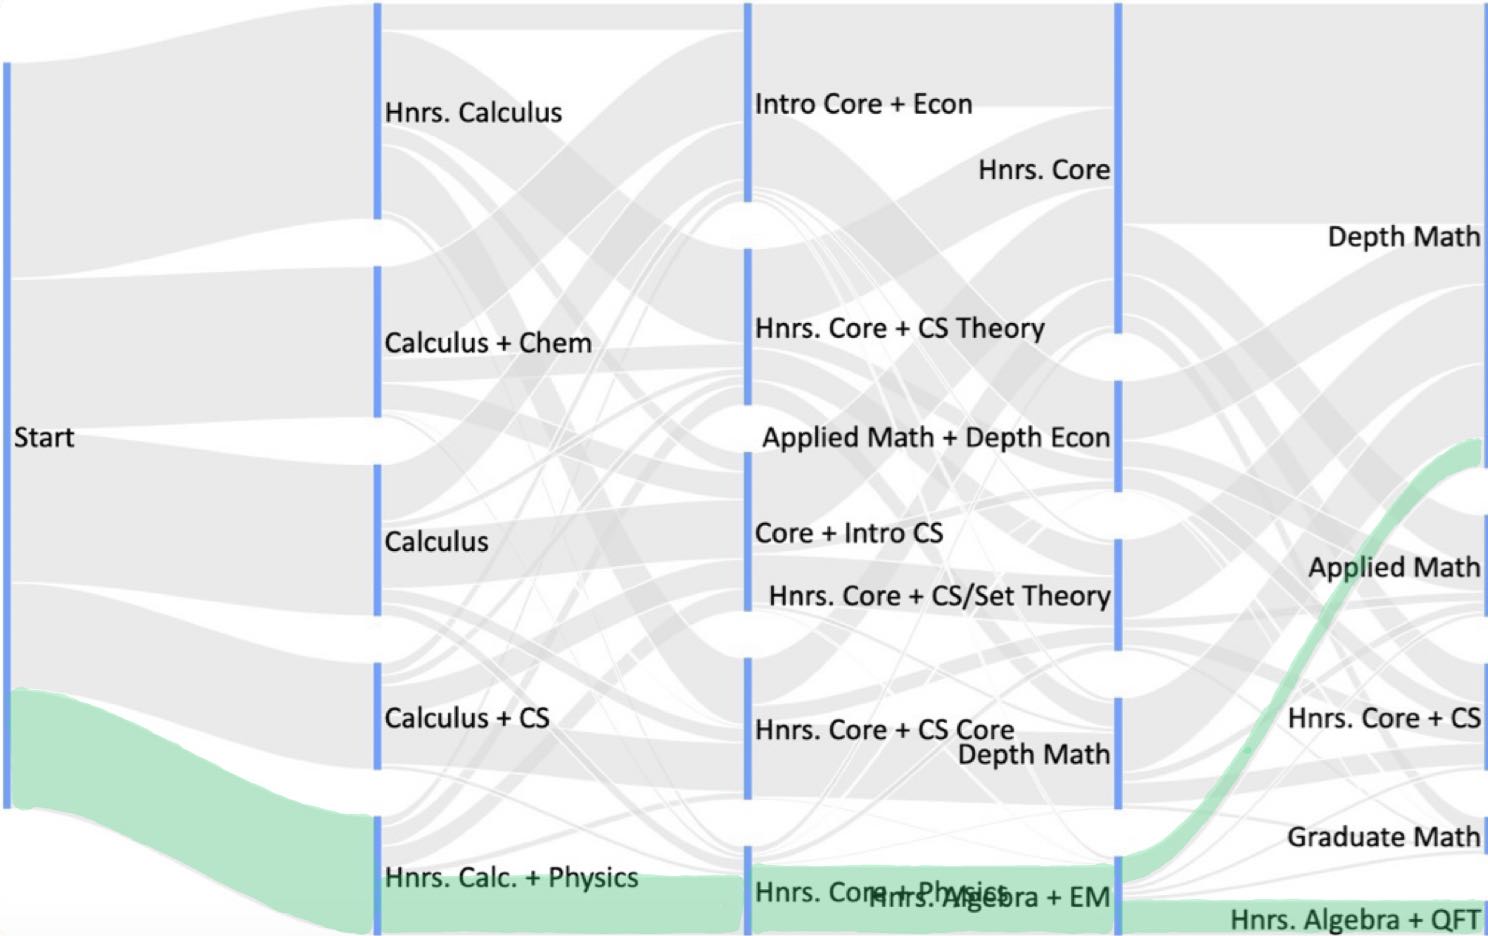 Start
Hnrs. Calculus
Calculus + Chem
Calculus
Calculus + CS
Hnrs. Calc. + Physics
Intro Core + Econ
Hnrs. Core + CS Theory
Core + Intro CS
Hnrs. Core + CS Core
Hnrs. Core + Physics
Hnrs. Core
Applied Math + Depth Econ
Hnrs. Core + CS/Set Theory
Depth Math
Hnrs. Algebra + EM
Depth Math
Applied Math
Hnrs. Core + CS
Graduate Math
Hnrs. Algebra + QFT